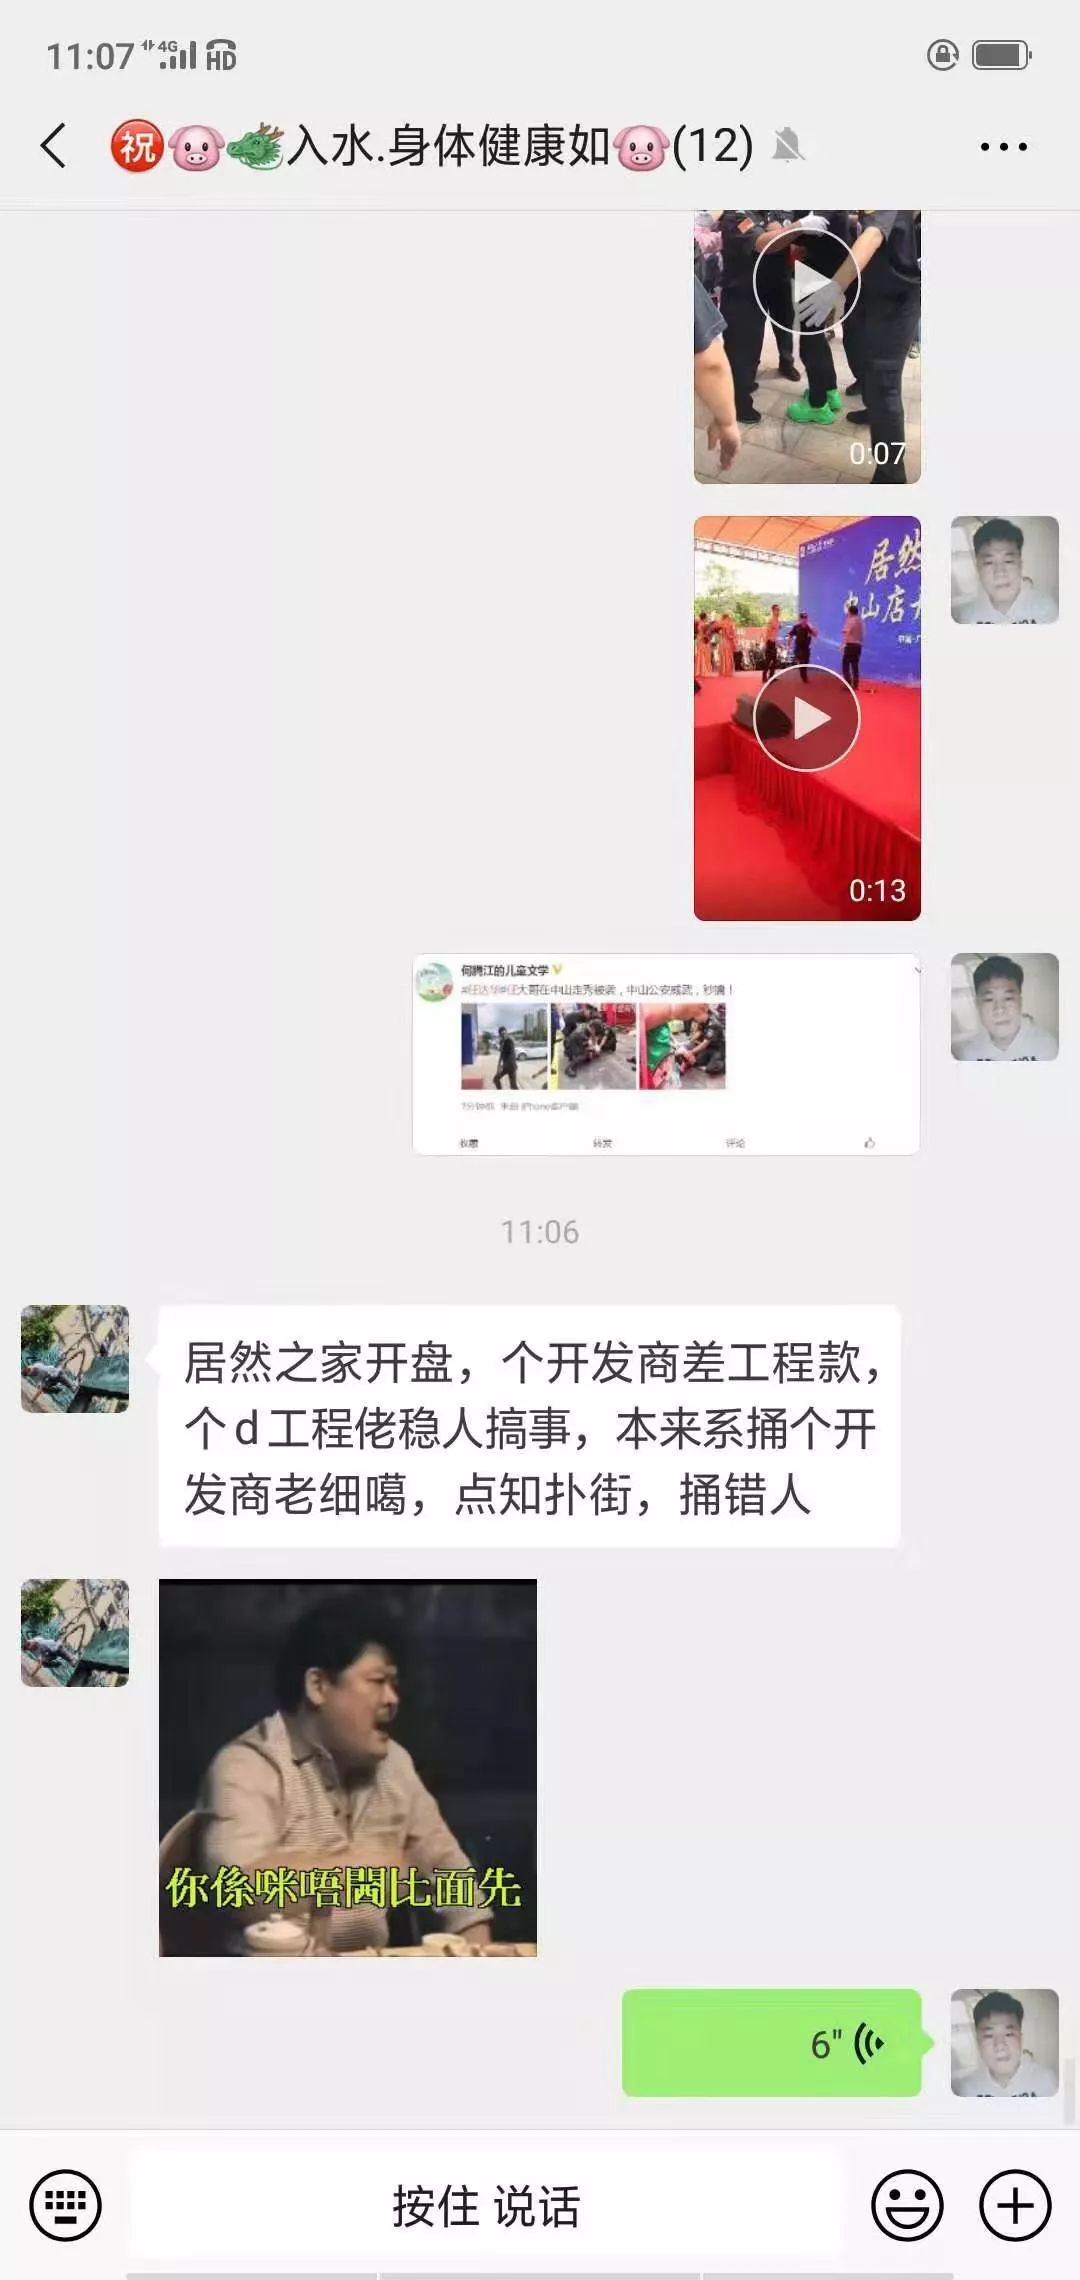 11:07 4G HD
祝🐷🐲入水.身体健康如🐷(12)
0:07
居然
中山店
0:13
何腾江的儿童文学
#任达华#任大哥在中山走秀被袭，中山公安威武，秒擒！
收藏 转发 评论
11:06
居然之家开盘，个开发商差工程款，
个d工程佬稳人搞事，本来系捅个开
发商老细噶，点知扑街，捅错人
你係咪唔閪比面先
6"
按住 说话